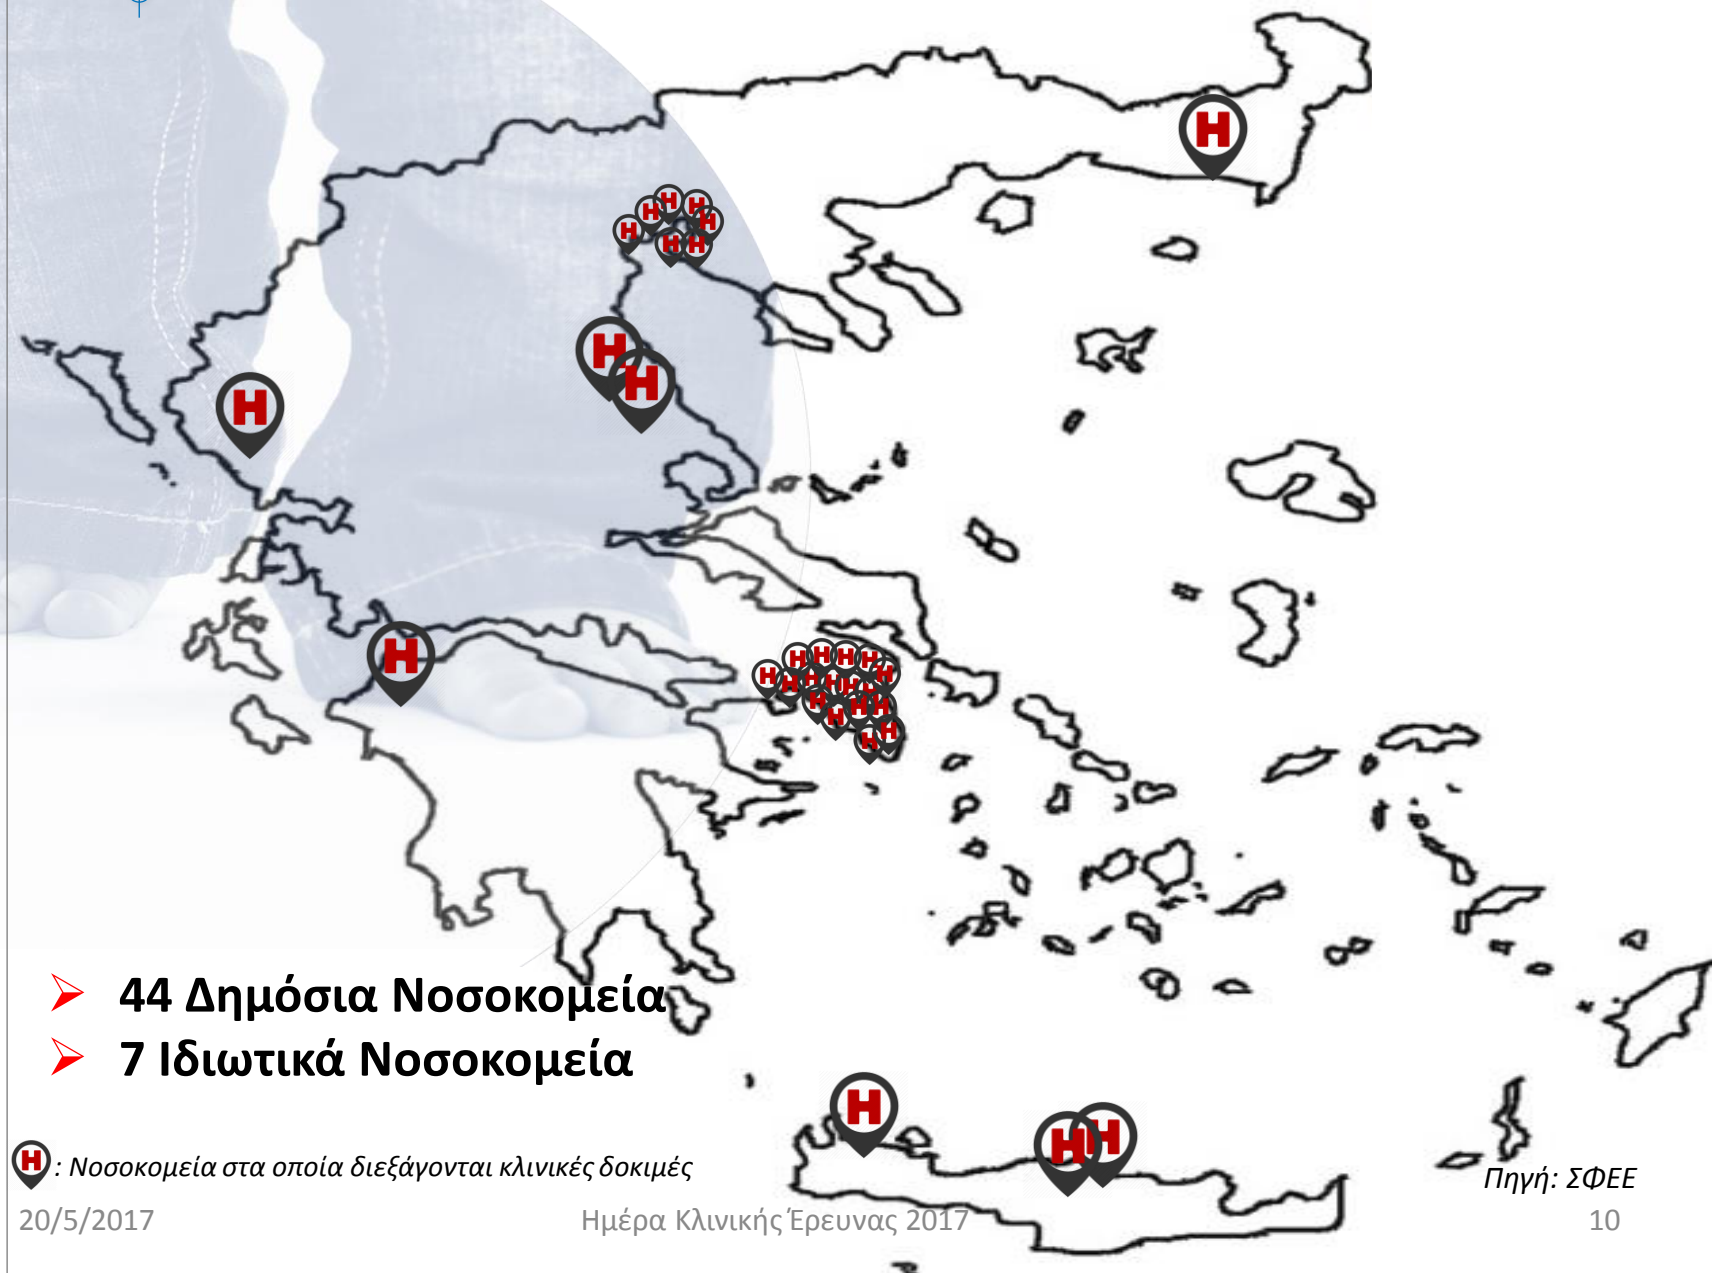 44 Δημόσια Νοσοκομεία
7 Ιδιωτικά Νοσοκομεία
: Νοσοκομεία στα οποία διεξάγονται κλινικές δοκιμές
Πηγή: ΣΦΕΕ
20/5/2017
Ημέρα Κλινικής Έρευνας 2017
10